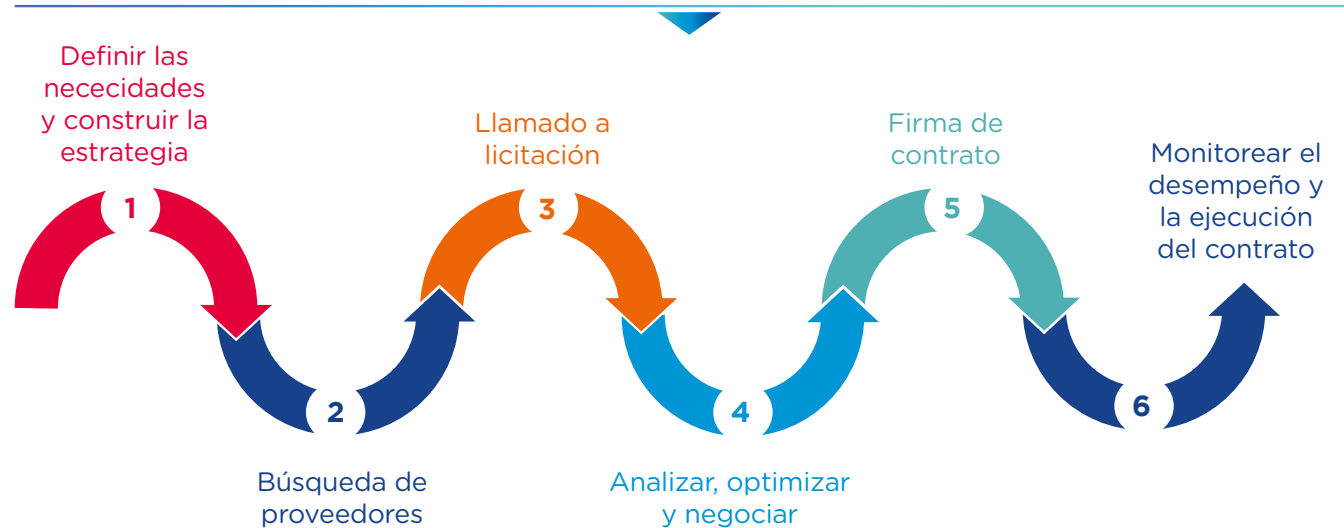 Definir las
nececidades
y construir la
estrategia
1
2
Búsqueda de
proveedores
Llamado a
licitación
3
4
Analizar, optimizar
y negociar
Firma de
contrato
5
6
Monitorear el
desempeño y
la ejecución
del contrato